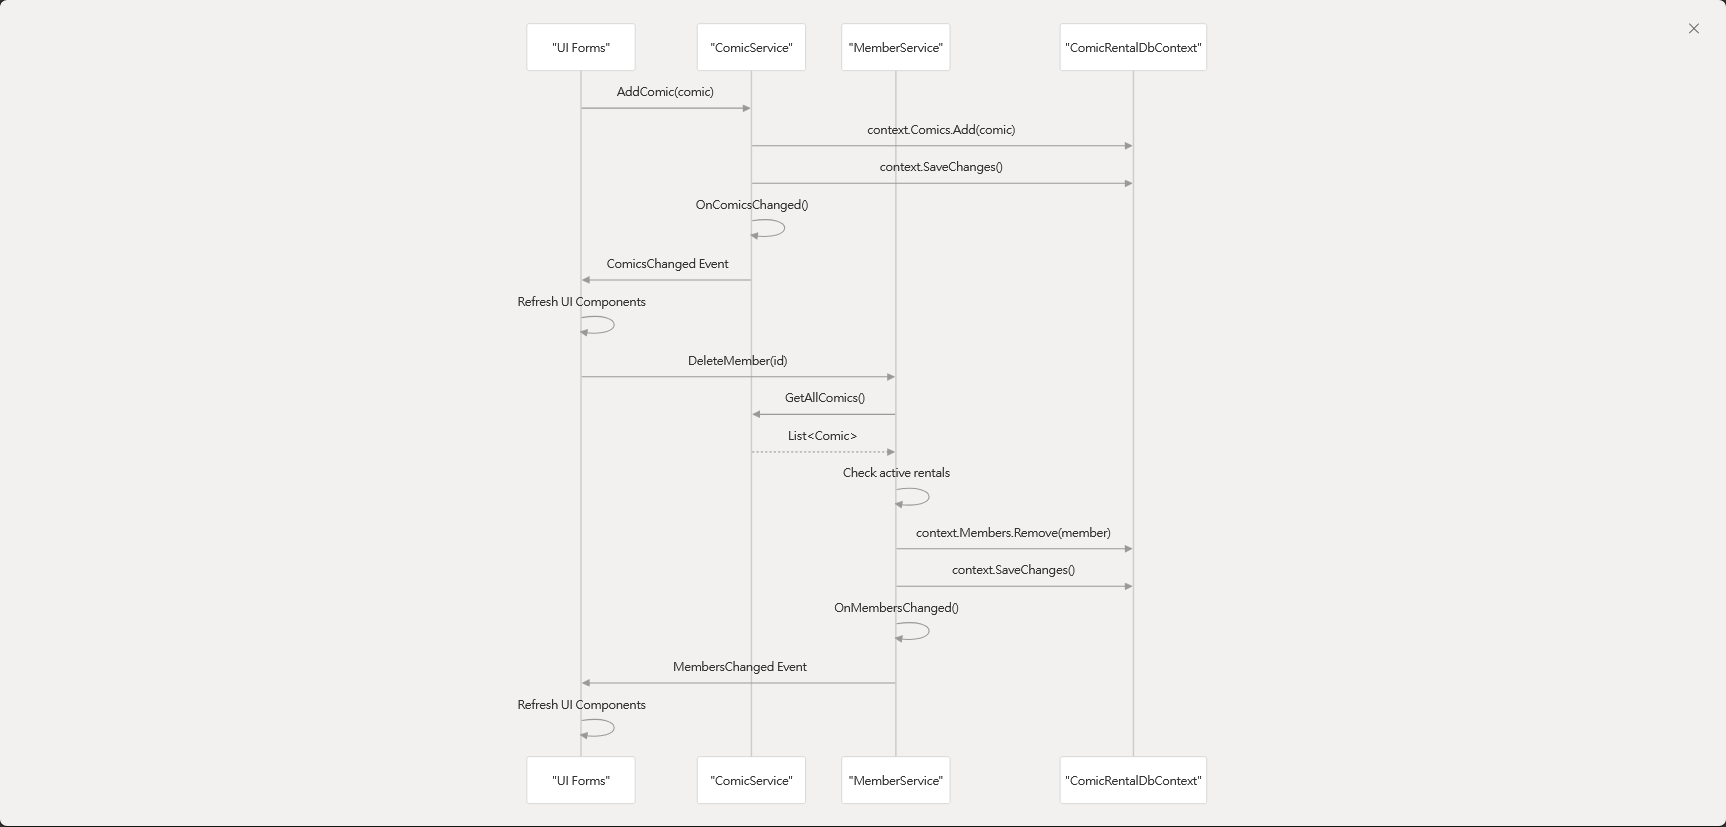 "UI Forms"
"ComicService"
"MemberService"
"ComicRentalDbContext"
AddComic(comic)
context.Comics.Add(comic)
context.SaveChanges()
OnComicsChanged()
ComicsChanged Event
Refresh UI Components
DeleteMember(id)
GetAllComics()
List<Comic>
Check active rentals
context.Members.Remove(member)
context.SaveChanges()
OnMembersChanged()
MembersChanged Event
Refresh UI Components
"UI Forms"
"ComicService"
"MemberService"
"ComicRentalDbContext"